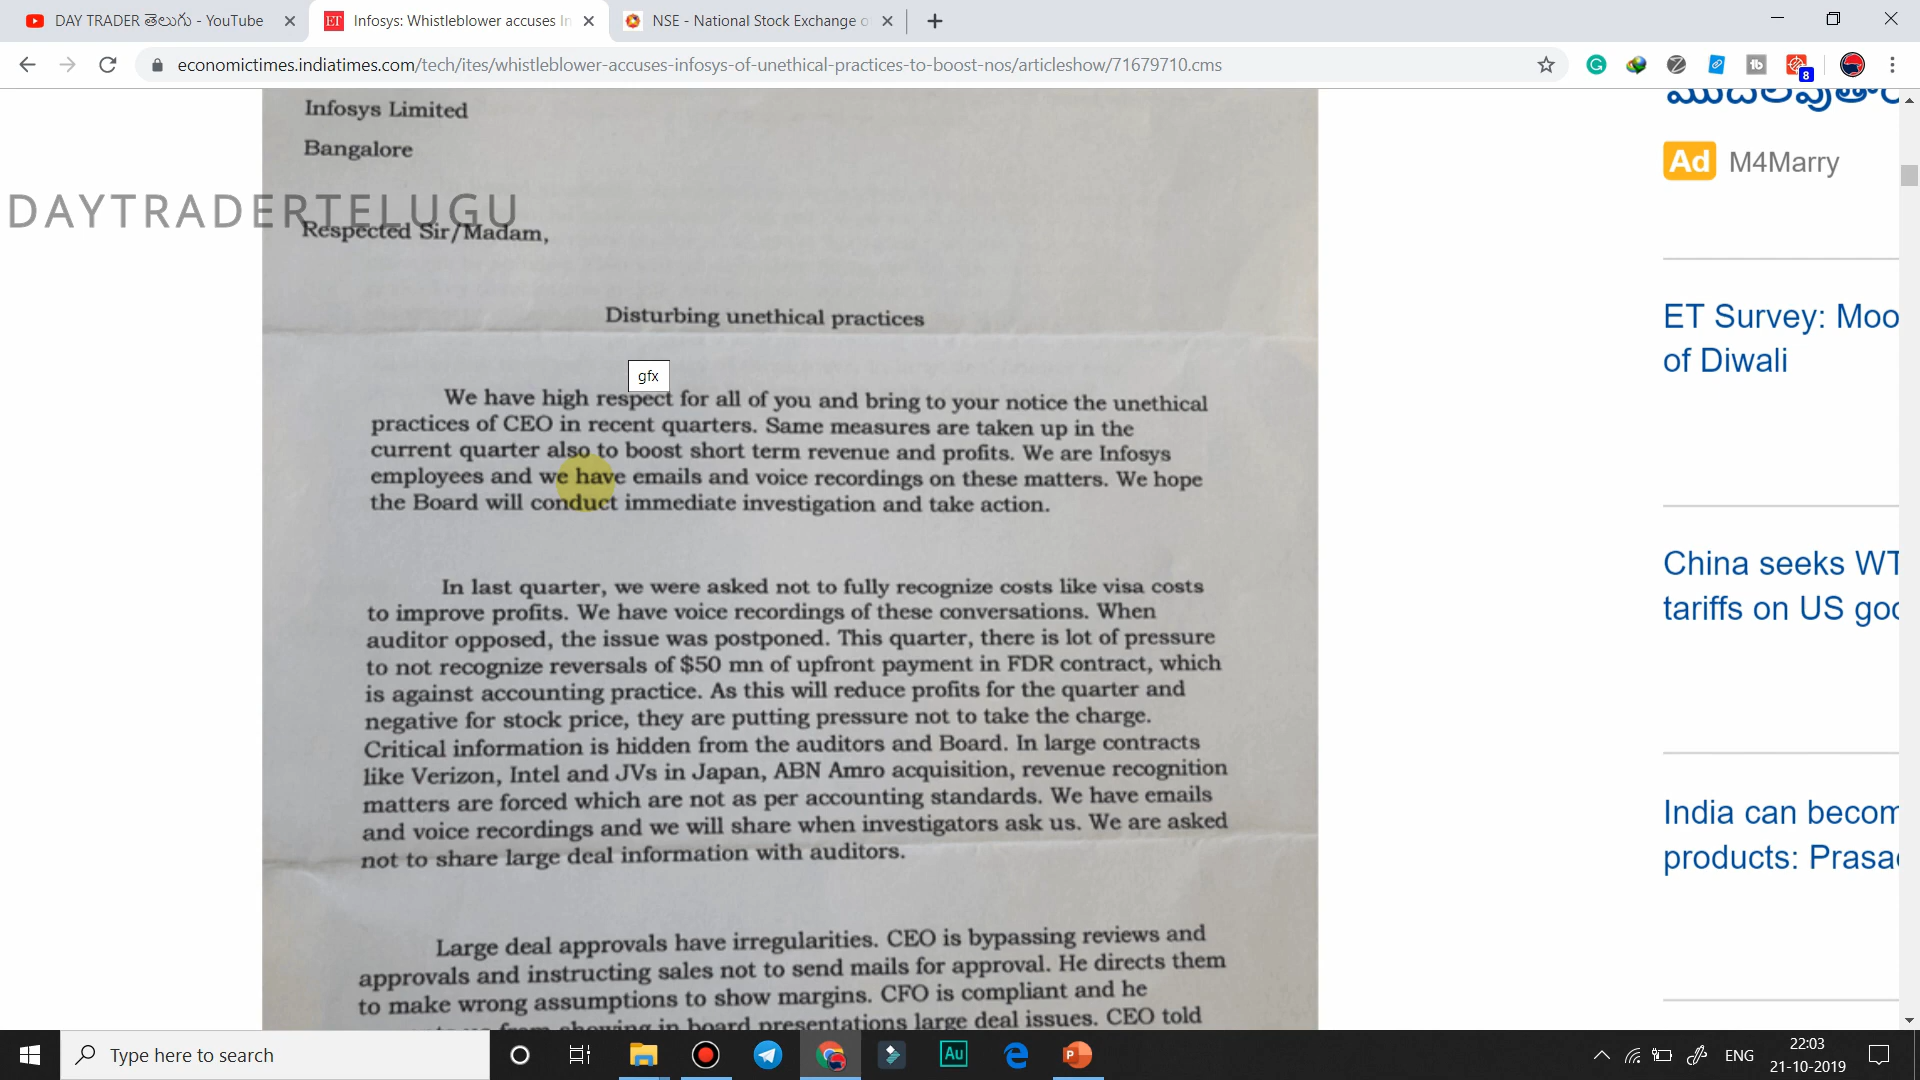 DAY TRADER తెలుగు - YouTube
ET Infosys: Whistleblower accuses In
NSE - National Stock Exchange o
economictimes.indiatimes.com/tech/ites/whistleblower-accuses-infosys-of-unethical-practices-to-boost-nos/articleshow/71679710.cms
8
Infosys Limited
Bangalore
DAYTRADERTELUGU
Respected Sir/Madam,
Disturbing unethical practices
gfx
We have high respect for all of you and bring to your notice the unethical
practices of CEO in recent quarters. Same measures are taken up in the
current quarter also to boost short term revenue and profits. We are Infosys
employees and we have emails and voice recordings on these matters. We hope
the Board will conduct immediate investigation and take action.
In last quarter, we were asked not to fully recognize costs like visa costs
to improve profits. We have voice recordings of these conversations. When
auditor opposed, the issue was postponed. This quarter, there is lot of pressure
to not recognize reversals of $50 mn of upfront payment in FDR contract, which
is against accounting practice. As this will reduce profits for the quarter and
negative for stock price, they are putting pressure not to take the charge.
Critical information is hidden from the auditors and Board. In large contracts
like Verizon, Intel and JVs in Japan, ABN Amro acquisition, revenue recognition
matters are forced which are not as per accounting standards. We have emails
and voice recordings and we will share when investigators ask us. We are asked
not to share large deal information with auditors.
Large deal approvals have irregularities. CEO is bypassing reviews and
approvals and instructing sales not to send mails for approval. He directs them
to make wrong assumptions to show margins. CFO is compliant and he
showing in board presentations large deal issues. CEO told
Ad M4Marry
ET Survey: Moo
of Diwali
China seeks WT
tariffs on US goo
India can becom
products: Prasa
Type here to search
Au
ENG
22:03
21-10-2019